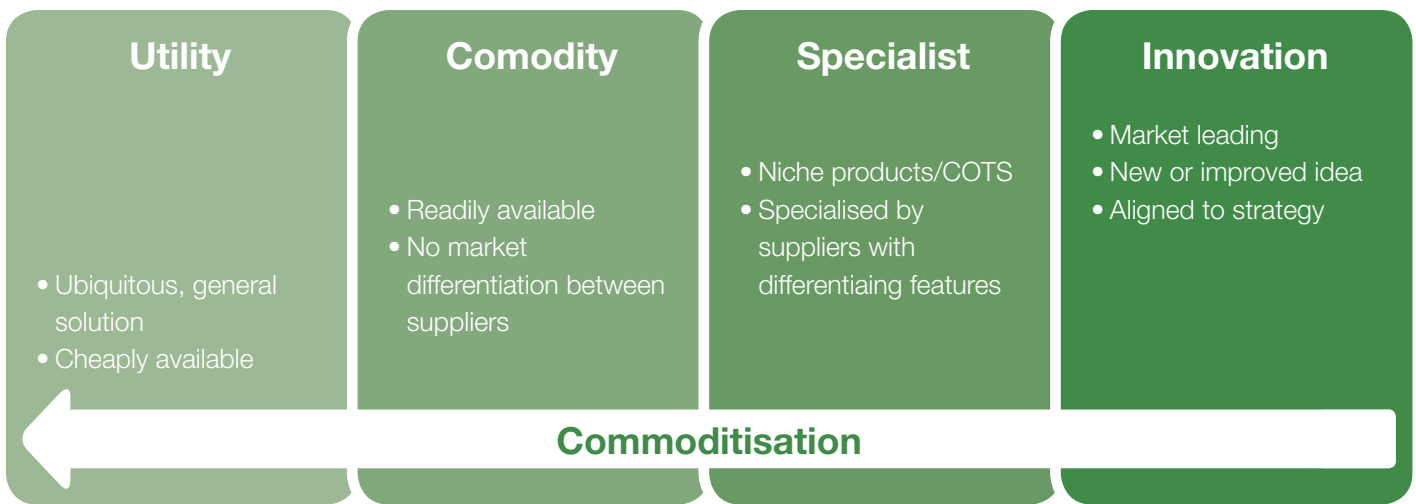 Utility
• Ubiquitous, general
solution
• Cheaply available
Comodity
• Readily available
• No market
differentiation between
suppliers
Specialist
• Niche products/COTS
• Specialised by
suppliers with
differentiaing features
Innovation
• Market leading
• New or improved idea
• Aligned to strategy
Commoditisation